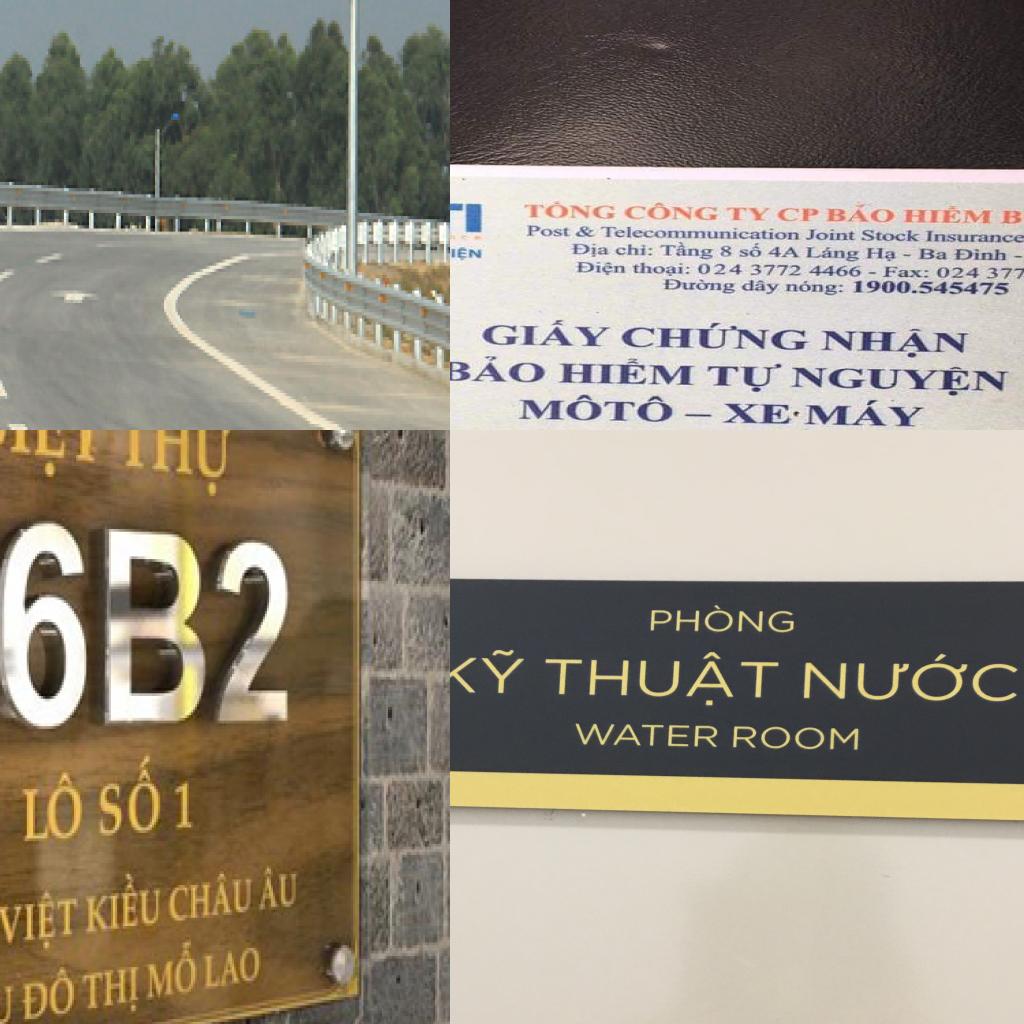 TỔNG CÔNG TY CP BẢO HIỂM B
Post & Telecommunication Joint Stock Insurance
Địa chỉ: Tầng 8 số 4A Láng Hạ - Ba Đình -
Điện thoại: 024 3772 4466 - Fax: 024 377
Đường dây nóng: 1900.545475
GIẤY CHỨNG NHẬN
BẢO HIỂM TỰ NGUYỆN
MÔTÔ – XE MÁY
BIỆT THỰ
6B2
LÔ SỐ 1
VIỆT KIỀU CHÂU ÂU
U ĐÔ THỊ MỖ LAO
PHÒNG
KỸ THUẬT NƯỚC
WATER ROOM